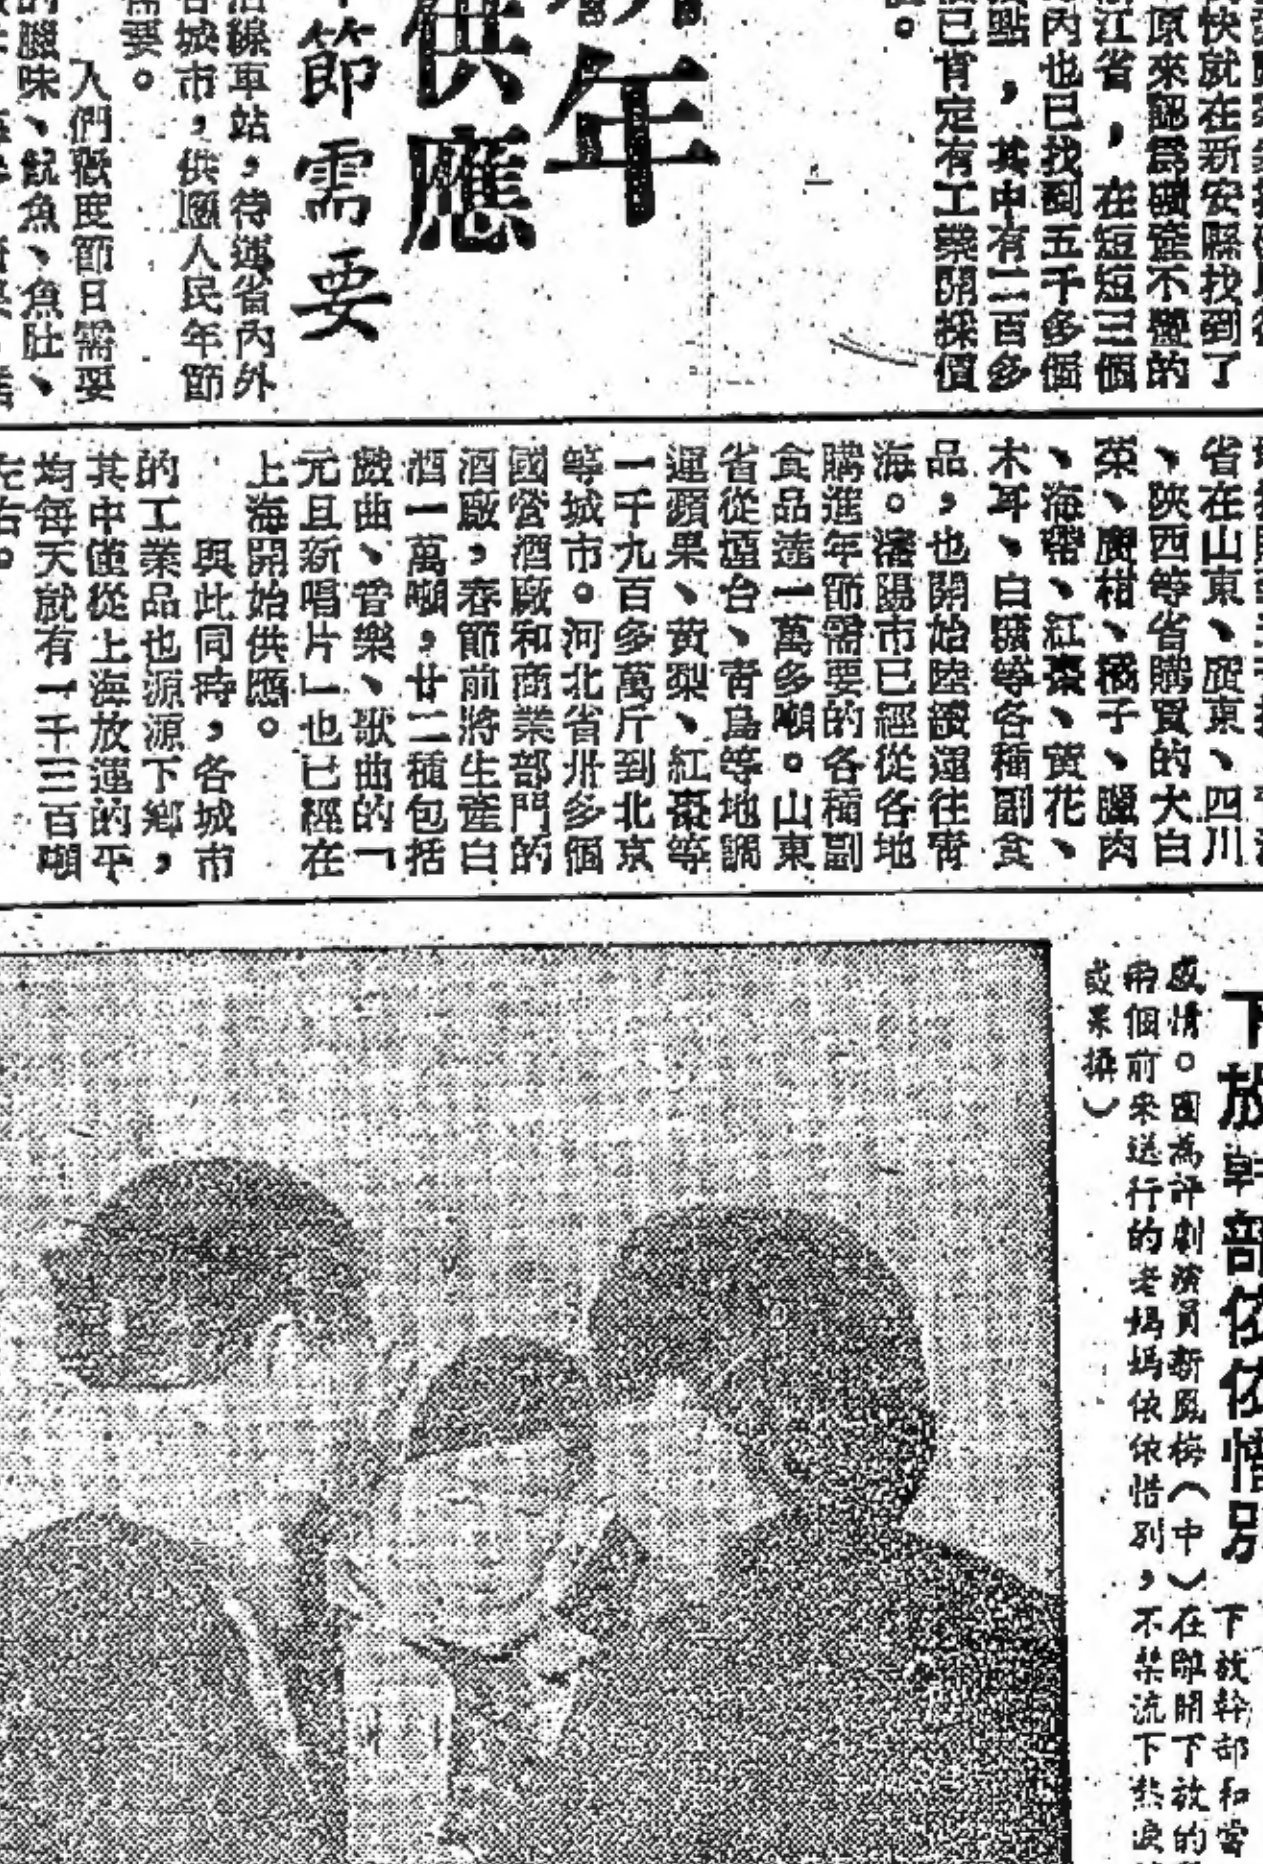 快就在新安縣找到了
原來認爲礦產不豐的
江省，在短短三個
內也已找到五千多個
點，其中有二百多
已肯定有工業開採價
。
年
供應
節需要
沿線車站，待運省內外
各城市，供應人民年節
需要。
人們歡度節日需要
的臘味、魷魚、魚肚、
省在山東、廣東、四川
、陝西等省購買的大白
菜、廣柑、橘子、臘肉
、海帶、紅棗、黃花、
木耳、白糖等各種副食
品，也開始陸續運往青
海。瀋陽市已經從各地
購進年節需要的各種副
食品達一萬多噸。山東
省從煙台、青島等地調
運蘋果、黃梨、紅棗等
一千九百多萬斤到北京
等城市。河北省卅多個
國營酒廠和商業部門的
酒廠，春節前將生產白
酒一萬噸，廿二種包括
戲曲、音樂、歌曲的「
元旦新唱片」也已經在
上海開始供應。
與此同時，各城市
的工業品也源源下鄉，
其中僅從上海放運的平
均每天就有一千三百噸
左右。
下放幹部依依惜別
下放幹部和當
感情。圖為評劇演員新鳳梅（中）在離開下放的
兩個前來送行的老媽媽依依惜別，不禁流下熱淚
攝）